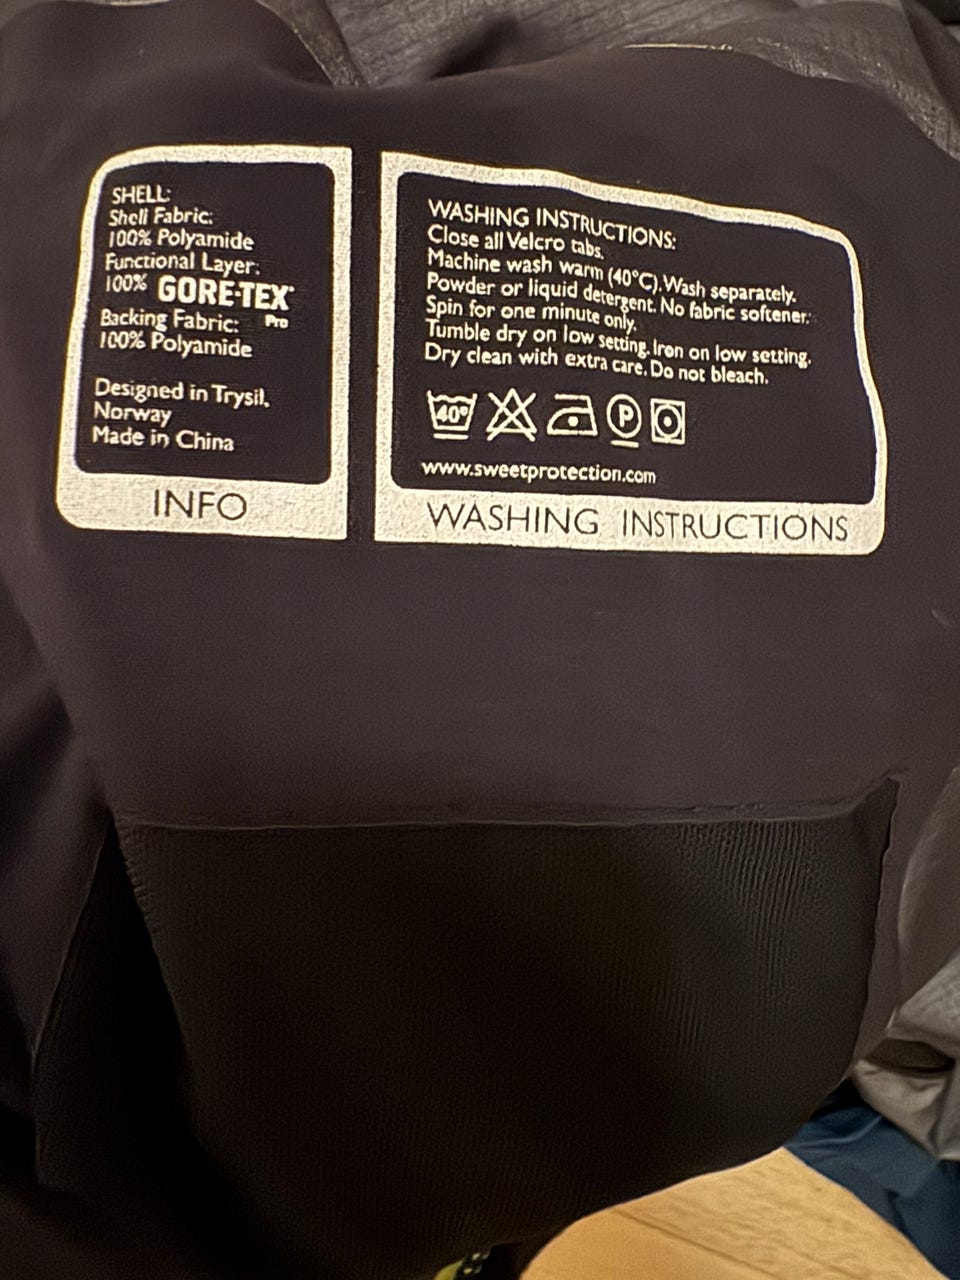 SHELL:
Shell Fabric:
100% Polyamide
Functional Layer:
100% GORE-TEX
Pro
Backing Fabric:
100% Polyamide
Designed in Trysil,
Norway
Made in China
INFO
WASHING INSTRUCTIONS:
Close all Velcro tabs.
Machine wash warm (40°C). Wash separately.
Powder or liquid detergent. No fabric softener.
Spin for one minute only.
Tumble dry on low setting. Iron on low setting.
Dry clean with extra care. Do not bleach.
40° P
www.sweetprotection.com
WASHING INSTRUCTIONS